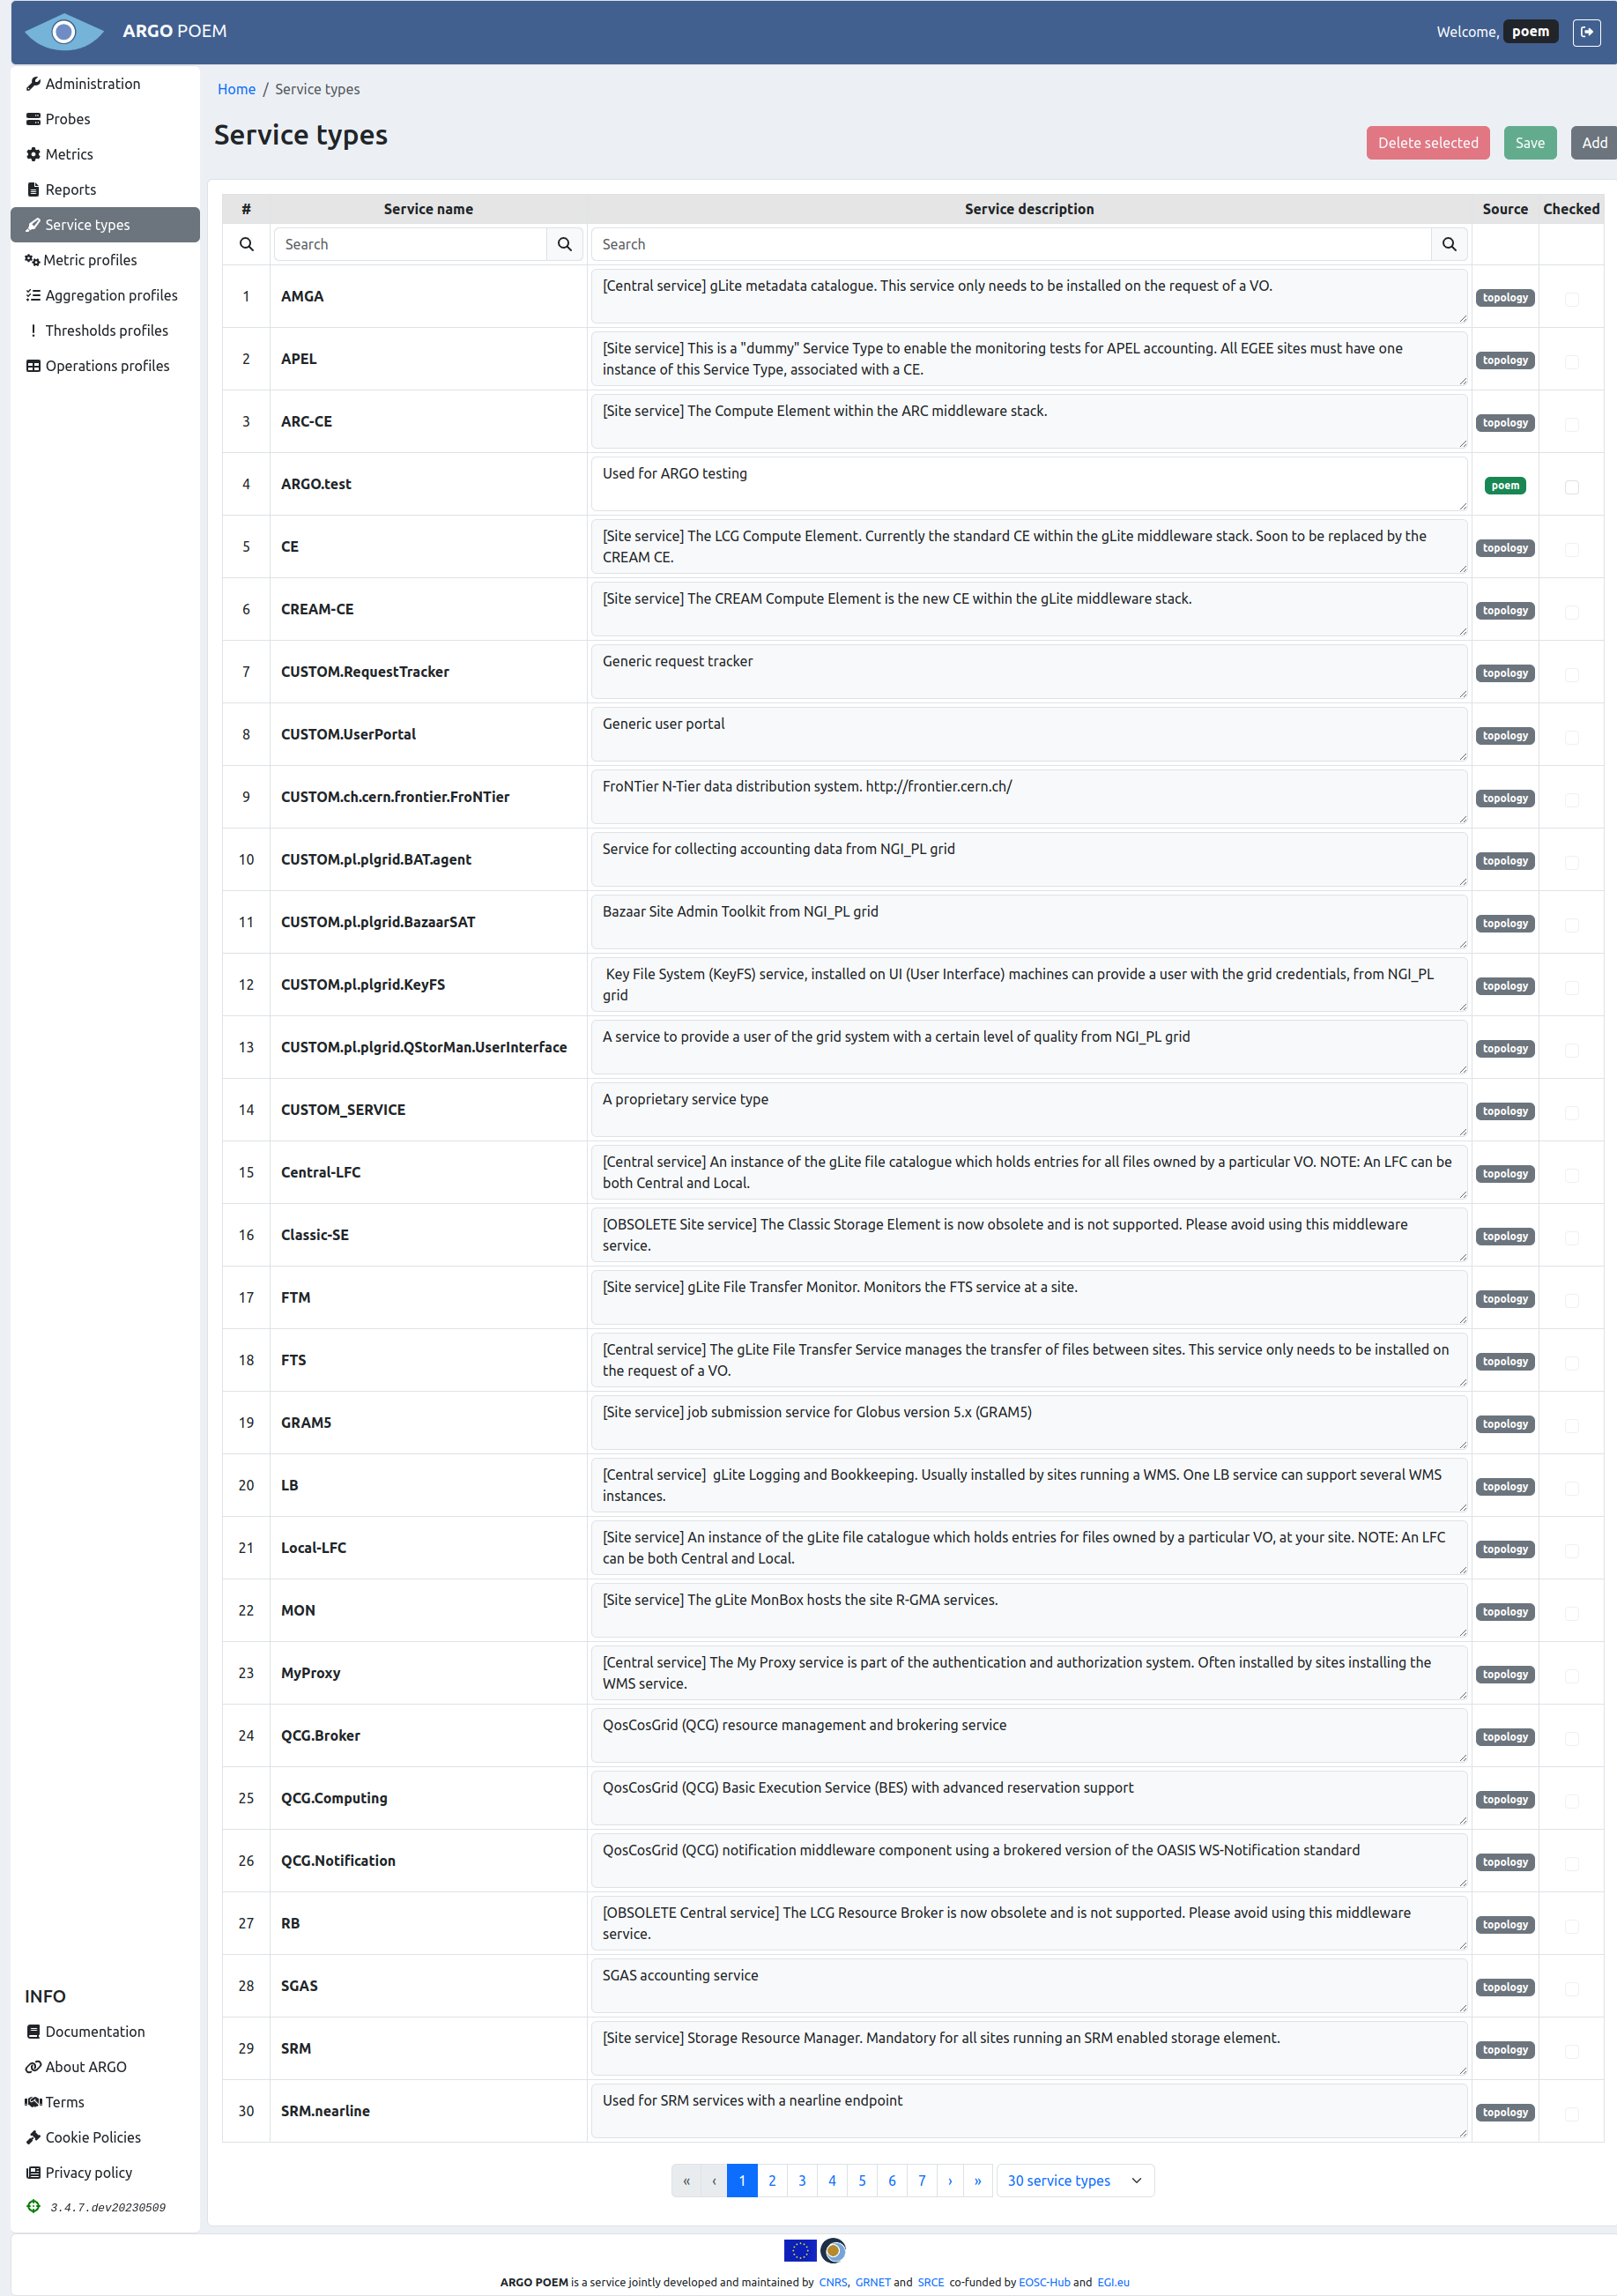 ARGO POEM
Welcome, poem
Administration
Probes
Metrics
Reports
Service types
Metric profiles
Aggregation profiles
Thresholds profiles
Operations profiles
Home / Service types
Service types
Delete selected Save Add
# Service name Service description Source Checked
Search Search
1 AMGA [Central service] gLite metadata catalogue. This service only needs to be installed on the request of a VO. topology
2 APEL [Site service] This is a "dummy" Service Type to enable the monitoring tests for APEL accounting. All EGEE sites must have one
instance of this Service Type, associated with a CE. topology
3 ARC-CE [Site service] The Compute Element within the ARC middleware stack. topology
4 ARGO.test Used for ARGO testing poem
5 CE [Site service] The LCG Compute Element. Currently the standard CE within the gLite middleware stack. Soon to be replaced by the
CREAM CE. topology
6 CREAM-CE [Site service] The CREAM Compute Element is the new CE within the gLite middleware stack. topology
7 CUSTOM.RequestTracker Generic request tracker topology
8 CUSTOM.UserPortal Generic user portal topology
9 CUSTOM.ch.cern.frontier.FroNTier FroNTier N-Tier data distribution system. http://frontier.cern.ch/ topology
10 CUSTOM.pl.plgrid.BAT.agent Service for collecting accounting data from NGI_PL grid topology
11 CUSTOM.pl.plgrid.BazaarSAT Bazaar Site Admin Toolkit from NGI_PL grid topology
12 CUSTOM.pl.plgrid.KeyFS Key File System (KeyFS) service, installed on UI (User Interface) machines can provide a user with the grid credentials, from NGI_PL
grid topology
13 CUSTOM.pl.plgrid.QStorMan.UserInterface A service to provide a user of the grid system with a certain level of quality from NGI_PL grid topology
14 CUSTOM_SERVICE A proprietary service type topology
15 Central-LFC [Central service] An instance of the gLite file catalogue which holds entries for all files owned by a particular VO. NOTE: An LFC can be
both Central and Local. topology
16 Classic-SE [OBSOLETE Site service] The Classic Storage Element is now obsolete and is not supported. Please avoid using this middleware
service. topology
17 FTM [Site service] gLite File Transfer Monitor. Monitors the FTS service at a site. topology
18 FTS [Central service] The gLite File Transfer Service manages the transfer of files between sites. This service only needs to be installed on
the request of a VO. topology
19 GRAM5 [Site service] job submission service for Globus version 5.x (GRAM5) topology
20 LB [Central service] gLite Logging and Bookkeeping. Usually installed by sites running a WMS. One LB service can support several WMS
instances. topology
21 Local-LFC [Site service] An instance of the gLite file catalogue which holds entries for files owned by a particular VO, at your site. NOTE: An LFC
can be both Central and Local. topology
22 MON [Site service] The gLite MonBox hosts the site R-GMA services. topology
23 MyProxy [Central service] The My Proxy service is part of the authentication and authorization system. Often installed by sites installing the
WMS service. topology
24 QCG.Broker QosCosGrid (QCG) resource management and brokering service topology
25 QCG.Computing QosCosGrid (QCG) Basic Execution Service (BES) with advanced reservation support topology
26 QCG.Notification QosCosGrid (QCG) notification middleware component using a brokered version of the OASIS WS-Notification standard topology
27 RB [OBSOLETE Central service] The LCG Resource Broker is now obsolete and is not supported. Please avoid using this middleware
service. topology
28 SGAS SGAS accounting service topology
29 SRM [Site service] Storage Resource Manager. Mandatory for all sites running an SRM enabled storage element. topology
30 SRM.nearline Used for SRM services with a nearline endpoint topology
« ‹ 1 2 3 4 5 6 7 › » 30 service types
INFO
Documentation
About ARGO
Terms
Cookie Policies
Privacy policy
3.4.7.dev20230509
ARGO POEM is a service jointly developed and maintained by CNRS, GRNET and SRCE co-funded by EOSC-Hub and EGI.eu